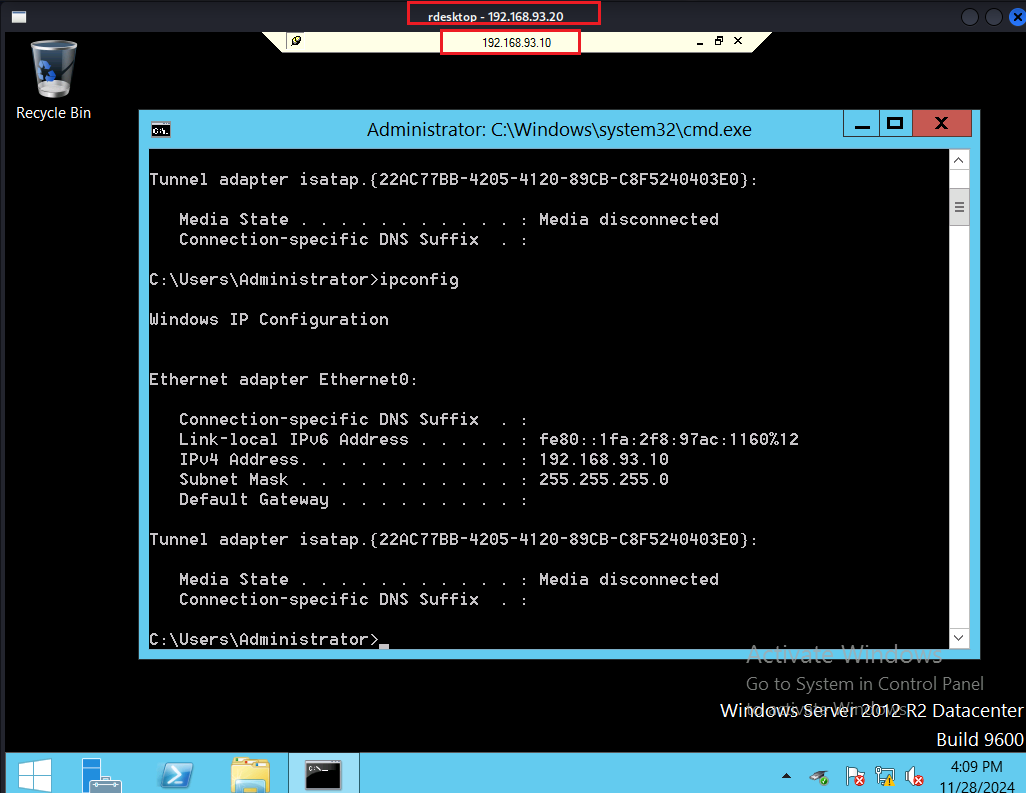 rdesktop - 192.168.93.20
192.168.93.10
Recycle Bin
Administrator: C:\Windows\system32\cmd.exe
Tunnel adapter isatap.{22AC77BB-4205-4120-89CB-C8F5240403E0}:
Media State . . . . . . . . . . . : Media disconnected
Connection-specific DNS Suffix  . :
C:\Users\Administrator>ipconfig
Windows IP Configuration
Ethernet adapter Ethernet0:
Connection-specific DNS Suffix  . :
Link-local IPv6 Address . . . . . : fe80::1fa:2f8:97ac:1160%12
IPv4 Address. . . . . . . . . . . : 192.168.93.10
Subnet Mask . . . . . . . . . . . : 255.255.255.0
Default Gateway . . . . . . . . . :
Tunnel adapter isatap.{22AC77BB-4205-4120-89CB-C8F5240403E0}:
Media State . . . . . . . . . . . : Media disconnected
Connection-specific DNS Suffix  . :
C:\Users\Administrator>
Activate Windows
Go to System in Control Panel
to activate Windows.
Windows Server 2012 R2 Datacenter
Build 9600
4:09 PM
11/28/2024